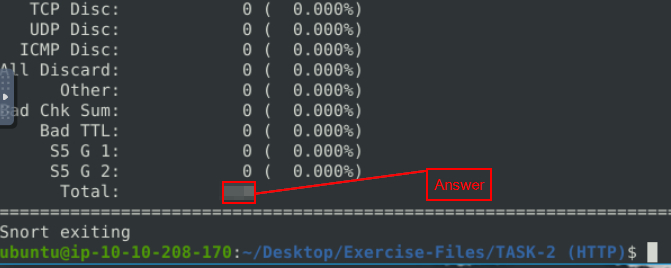 TCP Disc: 0 ( 0.000%)
UDP Disc: 0 ( 0.000%)
ICMP Disc: 0 ( 0.000%)
All Discard: 0 ( 0.000%)
Other: 0 ( 0.000%)
Bad Chk Sum: 0 ( 0.000%)
Bad TTL: 0 ( 0.000%)
S5 G 1: 0 ( 0.000%)
S5 G 2: 0 ( 0.000%)
Total:
Answer
===============================================================================
Snort exiting
ubuntu@ip-10-10-208-170:~/Desktop/Exercise-Files/TASK-2 (HTTP)$